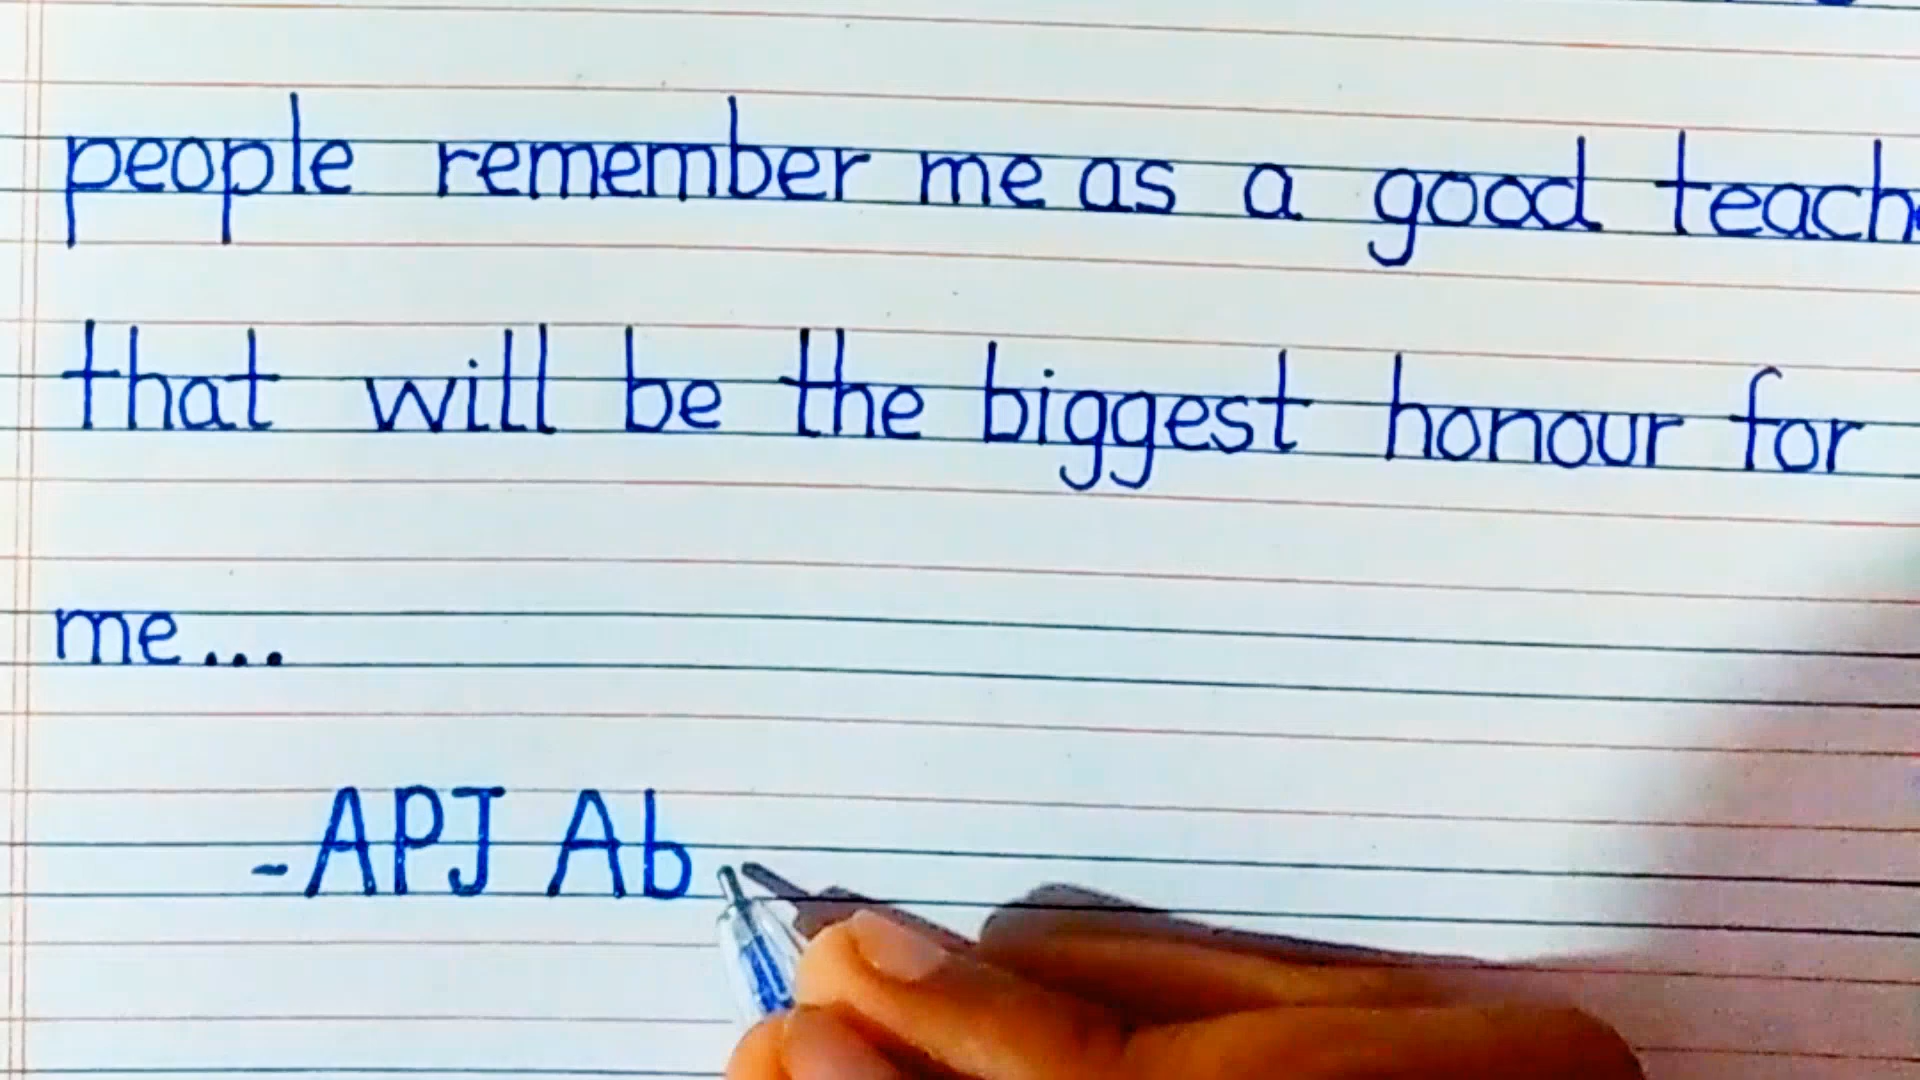 people remember me as a good teach
that will be the biggest honour for
me...
-APJ Ab